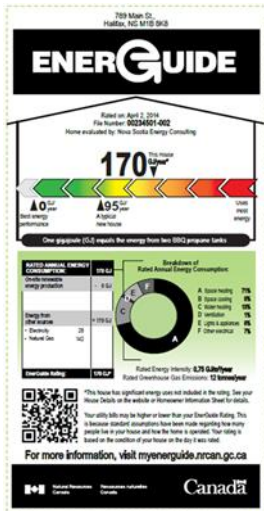 789 Main St.,
Halifax, NS M1B 6K8
ENERGUIDE
Rated on: April 2, 2014
File Number: 00234501-002
Home evaluated by: Nova Scotia Energy Consulting
170 This House
GJ/year*
0 GJ/year
Best energy performance
95 GJ/year
A typical new house
Uses most energy
One gigajoule (GJ) equals the energy from two BBQ propane tanks
RATED ANNUAL ENERGY CONSUMPTION: 170 GJ
On-site renewable energy production - 0 GJ
Energy from other sources
• Electricity
• Natural Gas
EnerGuide Rating: 170 GJ*
Breakdown of
Rated Annual Energy Consumption:
A Space heating 71%
B Space cooling
C Water heating
D Ventilation
E Lights & appliances
F Other electrical
A
C
E
F
Rated Energy Intensity: 0,75 GJ/m²/year
Rated Greenhouse Gas Emissions: 12 tonnes/year
*This house has significant energy uses not included in the rating. See your
House Details on the website or Homeowner Information Sheet for details.
Your utility bills may be higher or lower than your EnerGuide Rating. This
is because standard assumptions have been made regarding how many
people live in your house and how the home is operated. Your rating is
based on the condition of your house on the day it was rated.
For more information, visit myenerguide.nrcan.gc.ca
Natural Resources Canada
Ressources naturelles Canada
Canada